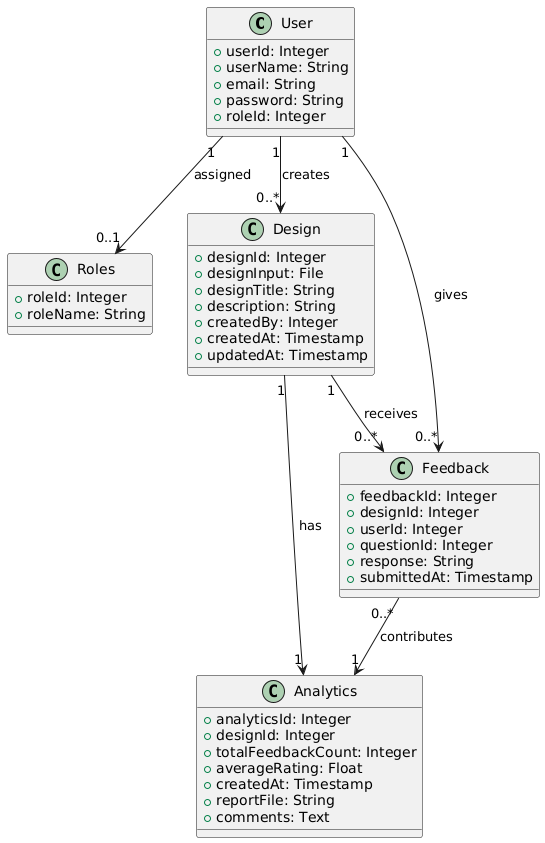 C User
userId: Integer
userName: String
email: String
password: String
roleId: Integer
1 1 1
assigned creates
0..1 0..*
C Roles
roleId: Integer
roleName: String
C Design
designId: Integer
designInput: File
designTitle: String
description: String
createdBy: Integer
createdAt: Timestamp
updatedAt: Timestamp
gives
1 1
receives
0..* 0..*
C Feedback
feedbackId: Integer
designId: Integer
userId: Integer
questionId: Integer
response: String
submittedAt: Timestamp
has
0..*
contributes
1 1
C Analytics
analyticsId: Integer
designId: Integer
totalFeedbackCount: Integer
averageRating: Float
createdAt: Timestamp
reportFile: String
comments: Text